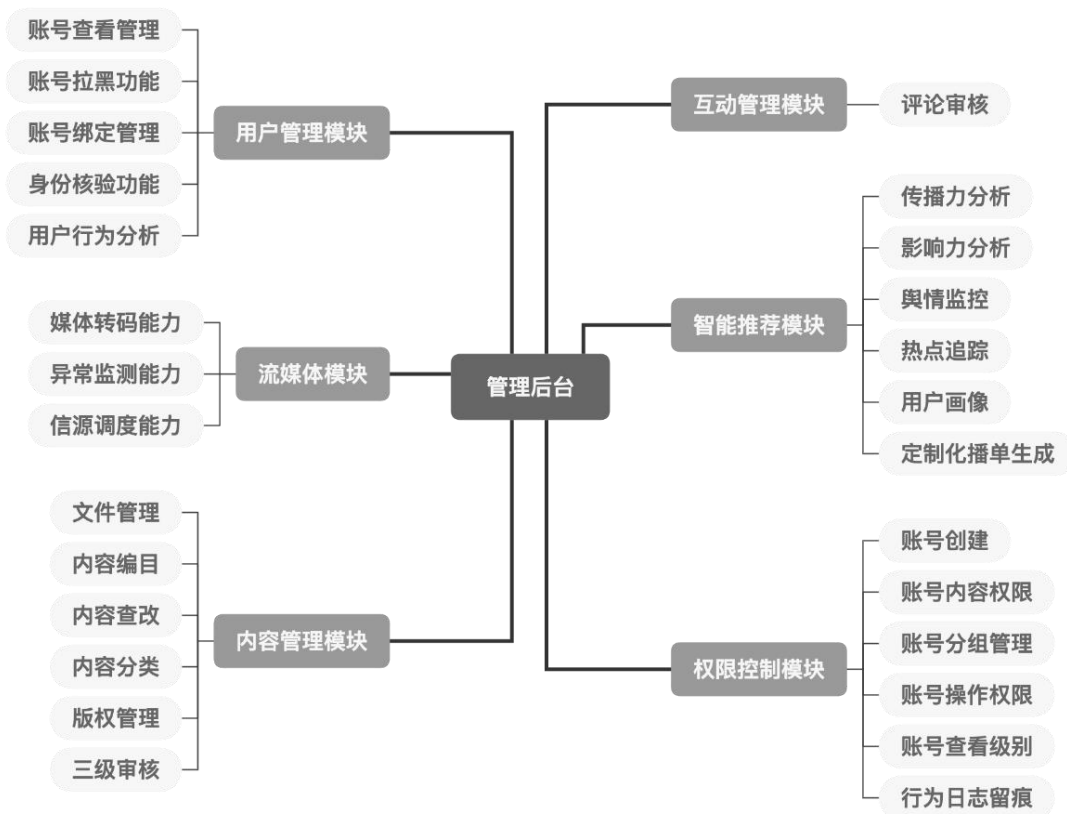 管理后台
用户管理模块
账号查看管理
账号拉黑功能
账号绑定管理
身份核验功能
用户行为分析
流媒体模块
媒体转码能力
异常监测能力
信源调度能力
内容管理模块
文件管理
内容编目
内容查改
内容分类
版权管理
三级审核
互动管理模块
评论审核
智能推荐模块
传播力分析
影响力分析
舆情监控
热点追踪
用户画像
定制化播单生成
权限控制模块
账号创建
账号内容权限
账号分组管理
账号操作权限
账号查看级别
行为日志留痕